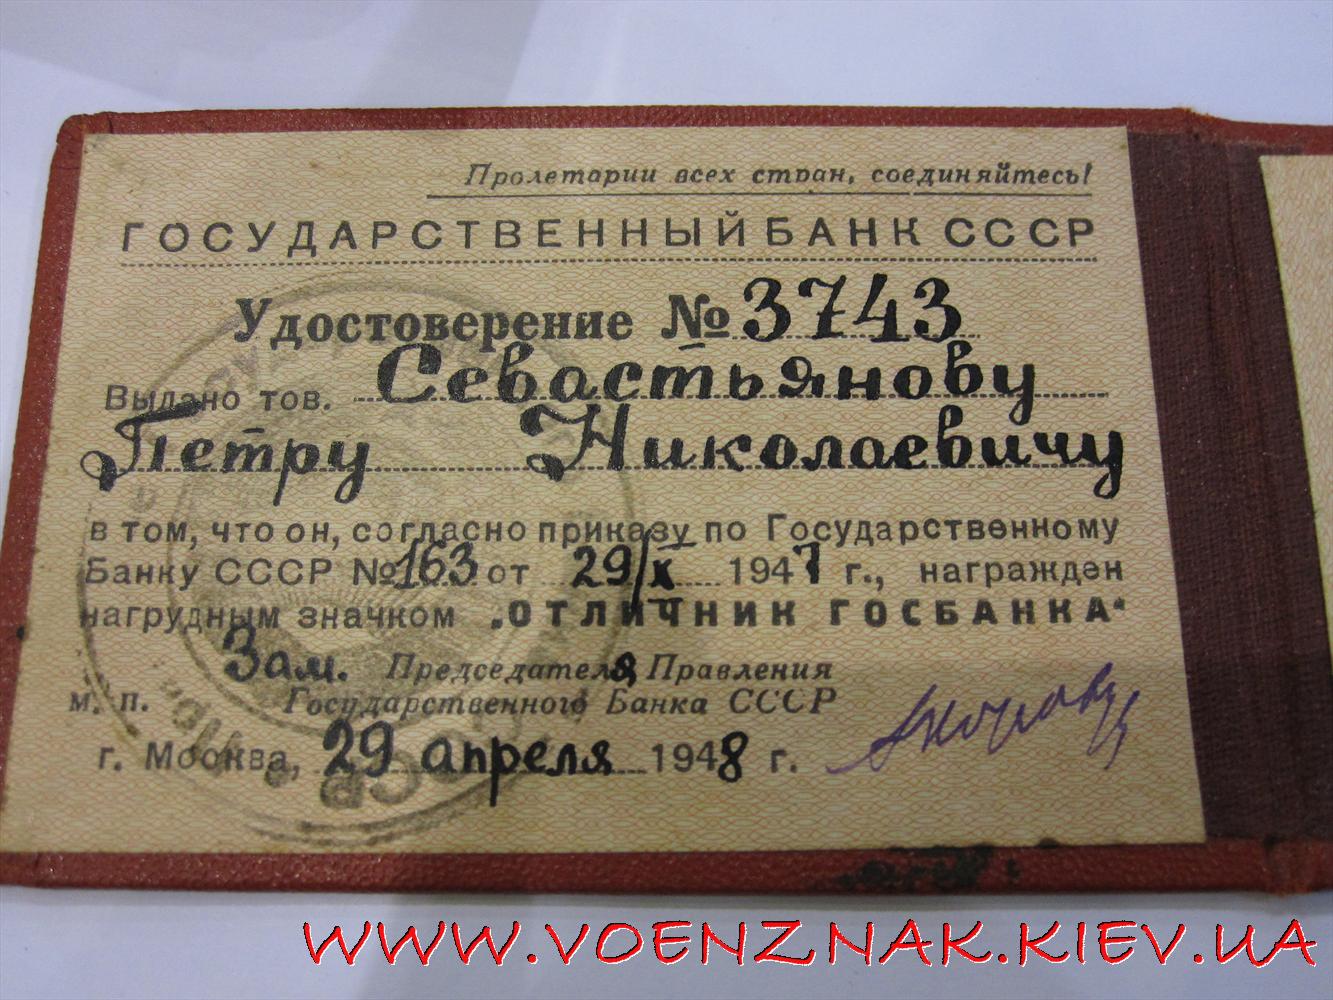 Пролетарии всех стран, соединяйтесь!
ГОСУДАРСТВЕННЫЙ БАНК СССР
Удостоверение № 3743
Выдано тов. Севастьянову
Петру Николаевичу
в том, что он, согласно приказу по Государственному
Банку СССР №163 от 29/X 1947 г., награжден
нагрудным значком „ОТЛИЧНИК ГОСБАНКА"
Зам. Председателя Правления
м. п. Государственного Банка СССР
г. Москва, 29 апреля 1948 г.
WWW.VOENZNAK.KIEV.UA